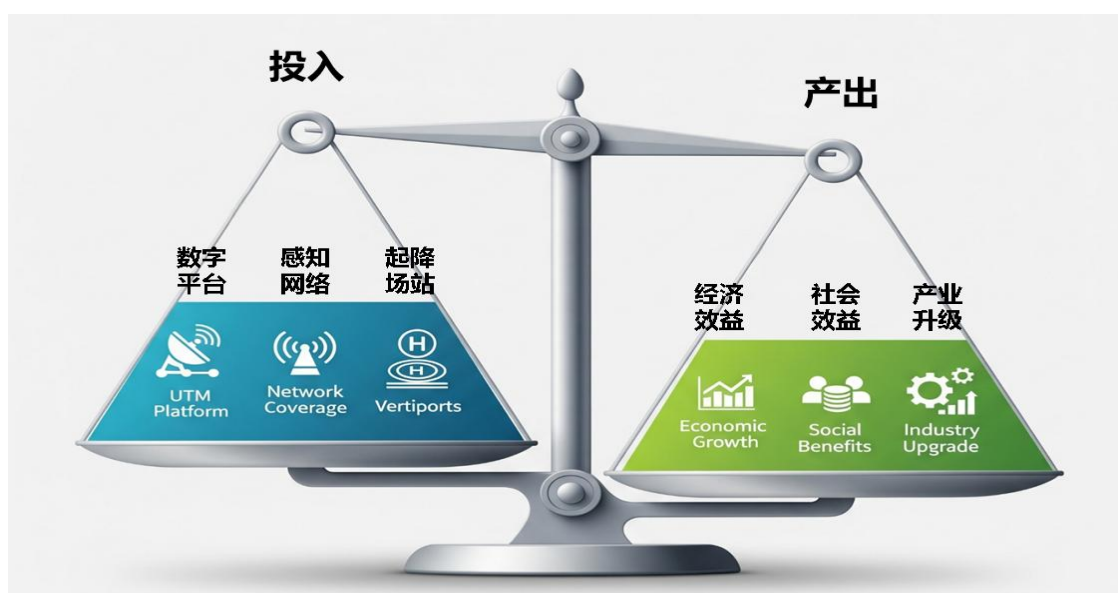 投入
产出
数字
平台
感知
网络
起降
场站
UTM
Platform
Network
Coverage
H
H
Vertiports
经济
效益
社会
效益
产业
升级
Economic
Growth
Social
Benefits
Industry
Upgrade